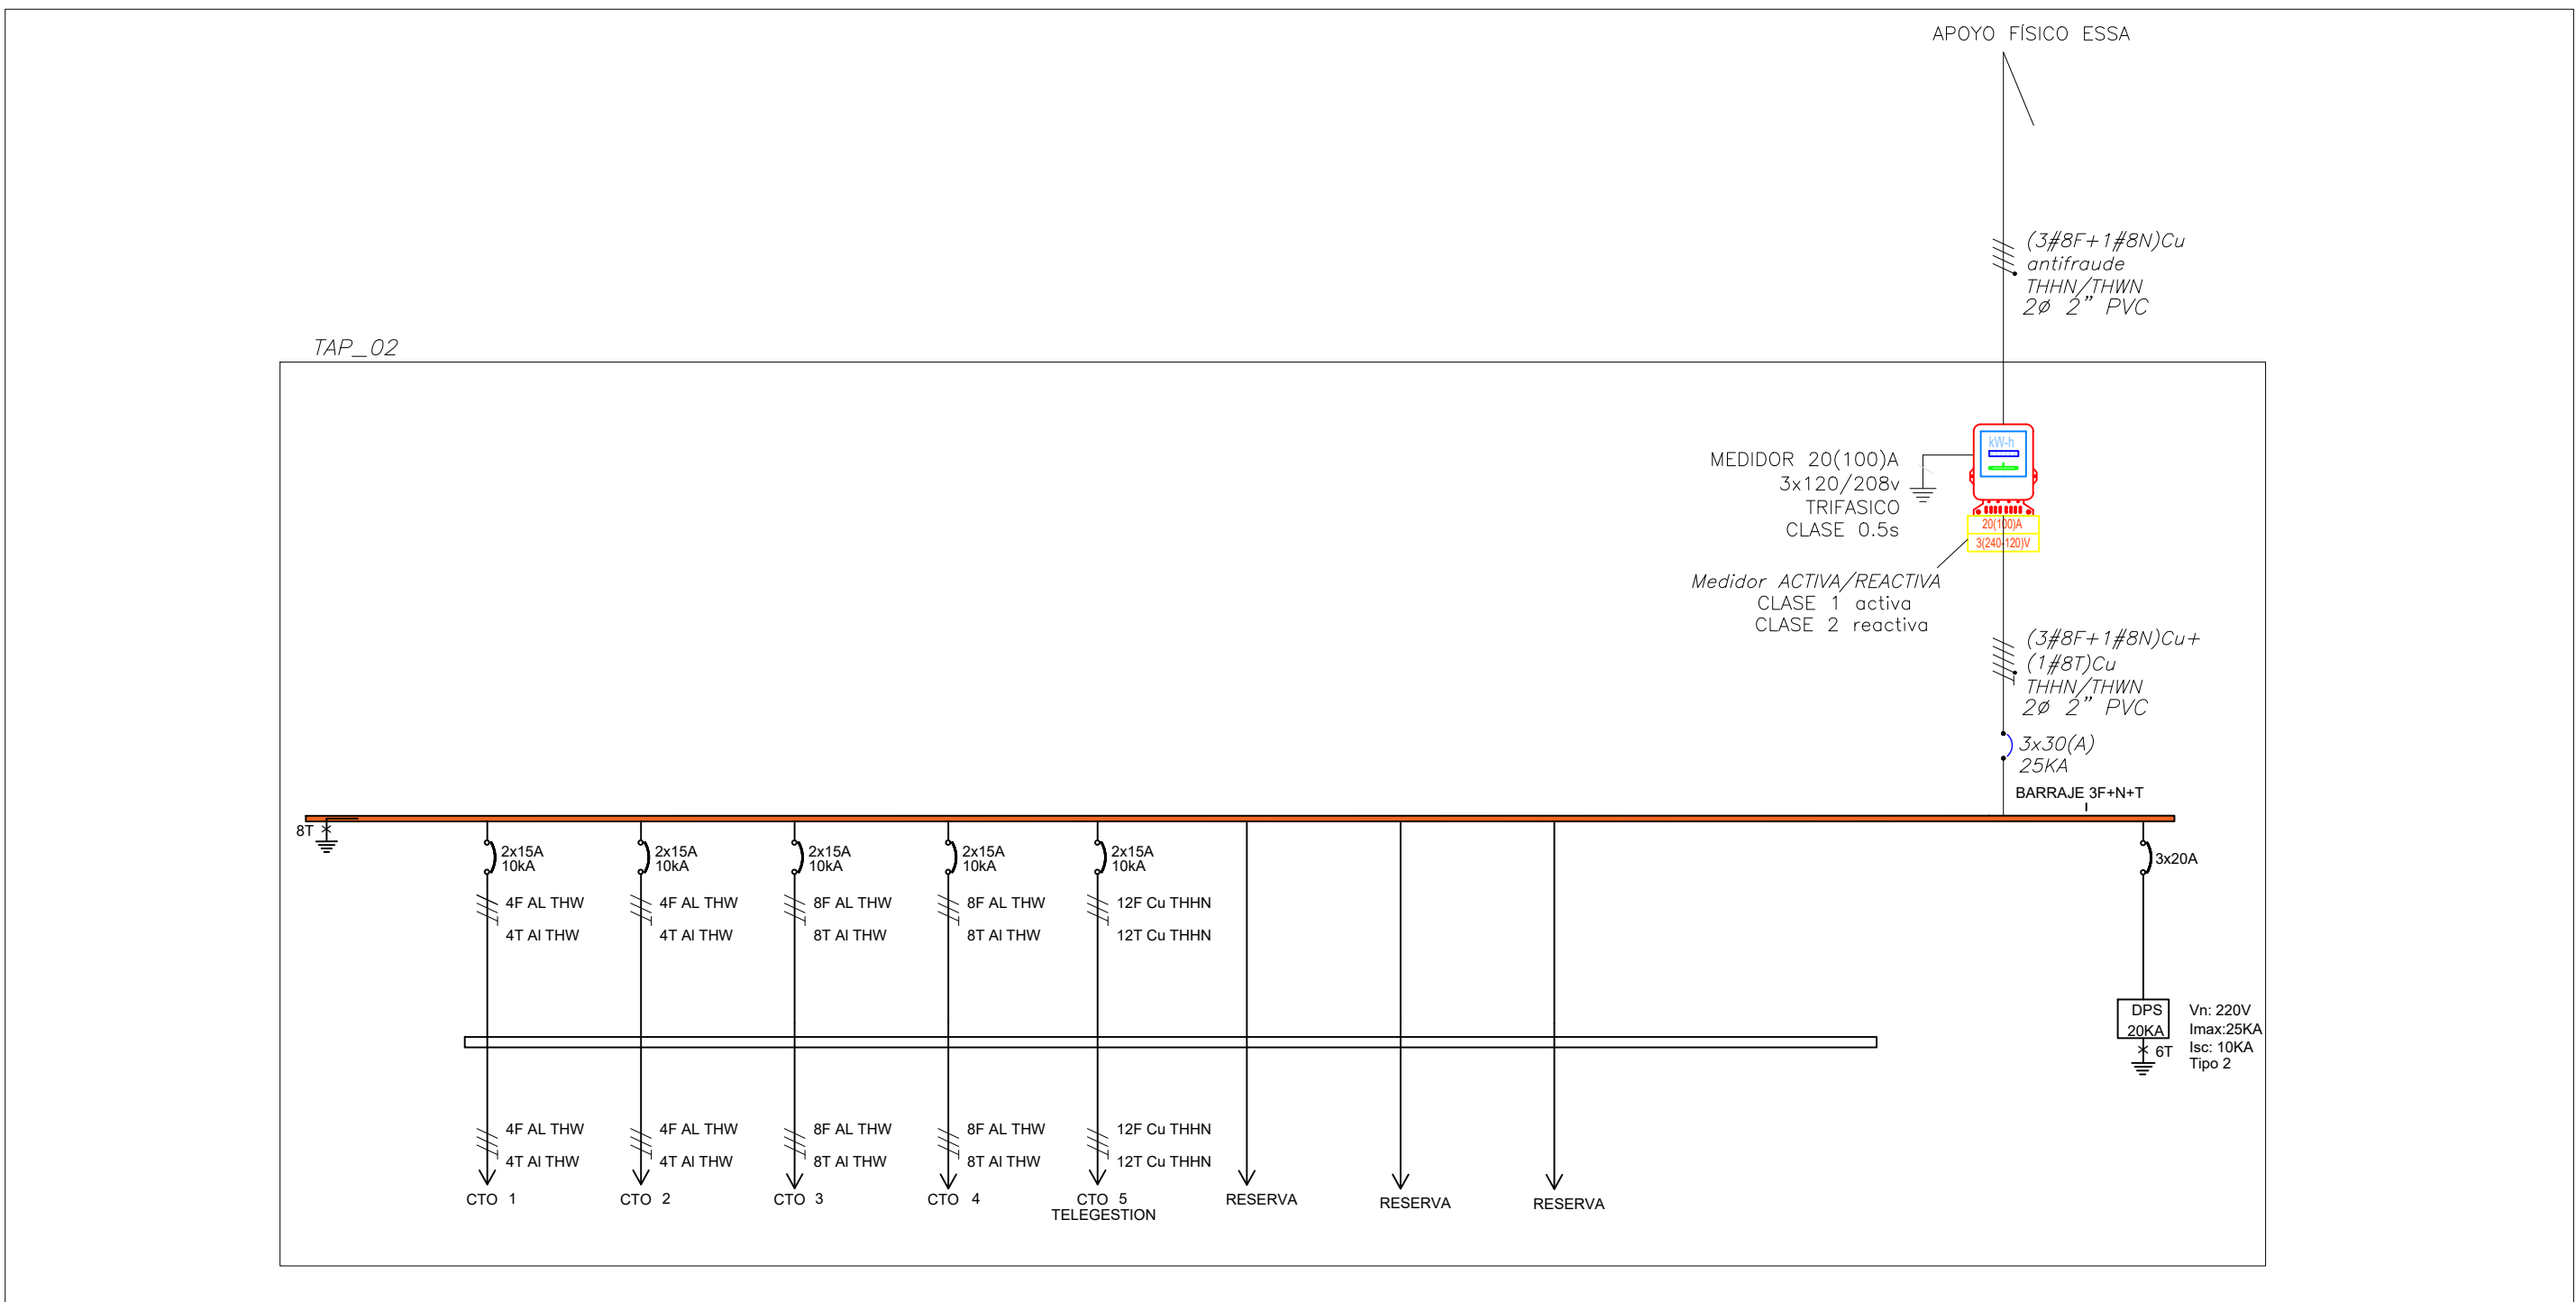 APOYO FÍSICO ESSA
(3#8F+1#8N)Cu
antifraude
THHN/THWN
2ø 2" PVC
TAP_02
kW-h
MEDIDOR 20(100)A
3x120/208v
TRIFASICO
CLASE 0.5s
20(100)A
3(240-120)V
Medidor ACTIVA/REACTIVA
CLASE 1 activa
CLASE 2 reactiva
(3#8F+1#8N)Cu+
(1#8T)Cu
THHN/THWN
2ø 2" PVC
3x30(A)
25KA
BARRAJE 3F+N+T
8T
2x15A
10kA
2x15A
10kA
2x15A
10kA
2x15A
10kA
2x15A
10kA
3x20A
4F AL THW
4T Al THW
4F AL THW
4T Al THW
8F AL THW
8T Al THW
8F AL THW
8T Al THW
12F Cu THHN
12T Cu THHN
DPS
20KA
6T
Vn: 220V
Imax:25KA
Isc: 10KA
Tipo 2
4F AL THW
4T Al THW
4F AL THW
4T Al THW
8F AL THW
8T Al THW
8F AL THW
8T Al THW
12F Cu THHN
12T Cu THHN
CTO 1
CTO 2
CTO 3
CTO 4
CTO 5
TELEGESTION
RESERVA
RESERVA
RESERVA